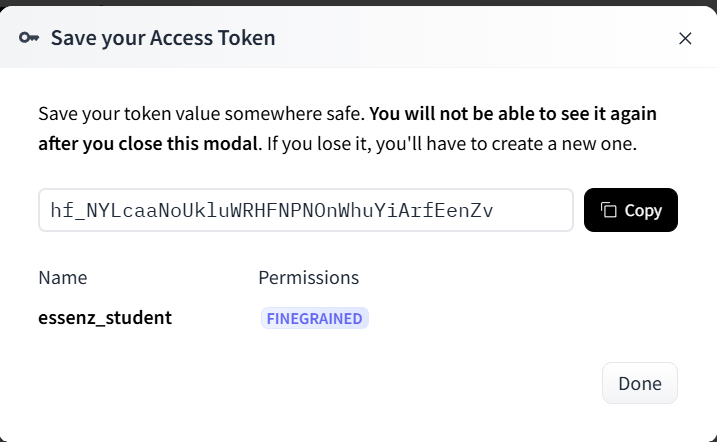 Save your Access Token
Save your token value somewhere safe. You will not be able to see it again
after you close this modal. If you lose it, you'll have to create a new one.
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
Copy
Name Permissions
essenz_student FINEGRAINED
Done